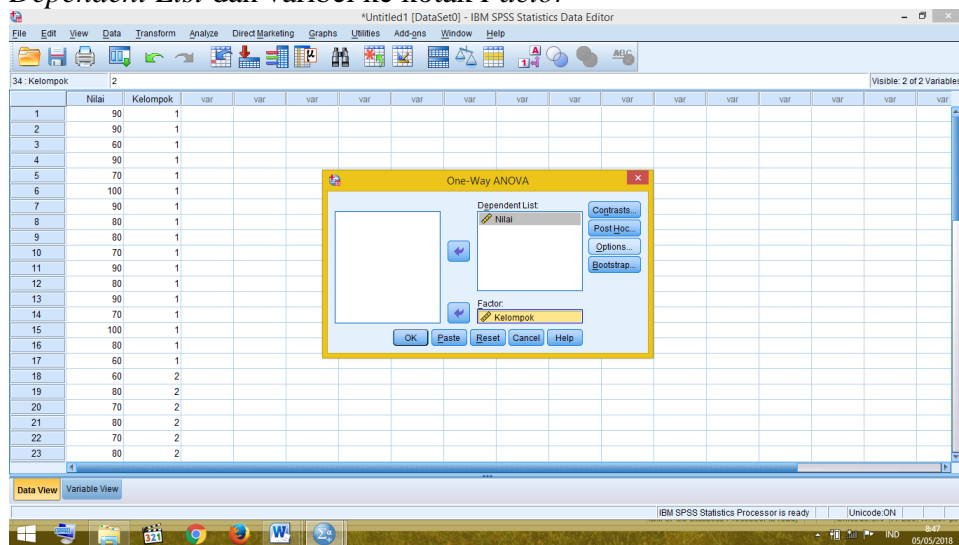 Dependent List dan varibel ke kotak Factor
*Untitled1 [DataSet0] - IBM SPSS Statistics Data Editor
File Edit View Data Transform Analyze Direct Marketing Graphs Utilities Add-ons Window Help
34 : Kelompok 2 Visible: 2 of 2 Variables
Nilai Kelompok var var var var var var var var var var var var var var
1 90 1
2 90 1
3 60 1
4 90 1
5 70 1
6 100 1
7 90 1
8 80 1
9 80 1
10 70 1
11 90 1
12 80 1
13 90 1
14 70 1
15 100 1
16 80 1
17 60 1
18 60 2
19 80 2
20 70 2
21 80 2
22 70 2
23 80 2
One-Way ANOVA
Dependent List:
Nilai
Contrasts...
Post Hoc...
Options...
Bootstrap...
Factor:
Kelompok
OK Paste Reset Cancel Help
Data View Variable View
IBM SPSS Statistics Processor is ready Unicode:ON
IND 8:47
05/05/2018